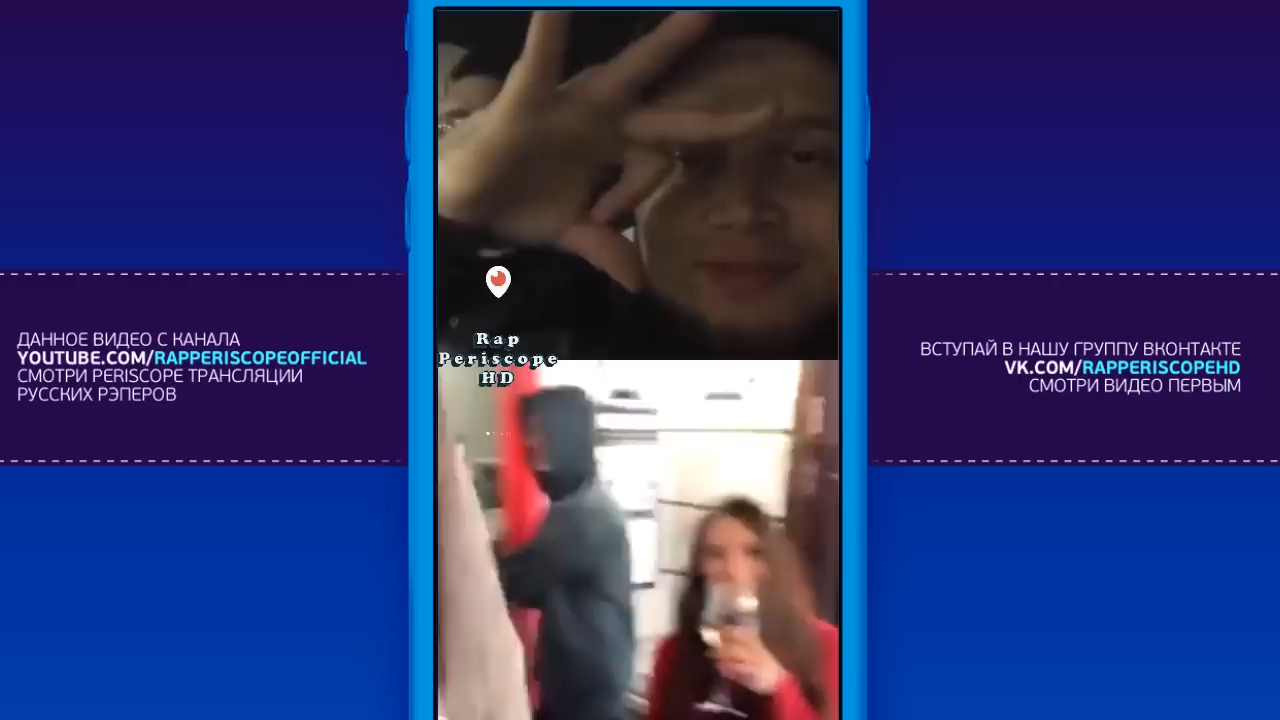 ДАННОЕ ВИДЕО С КАНАЛА
YOUTUBE.COM/RAPPERISCOPEOFFICIAL
СМОТРИ PERISCOPE ТРАНСЛЯЦИИ
РУССКИХ РЭПЕРОВ
Rap
Periscope
HD
ВСТУПАЙ В НАШУ ГРУППУ ВКОНТАКТЕ
VK.COM/RAPPERISCOPEHD
СМОТРИ ВИДЕО ПЕРВЫМ